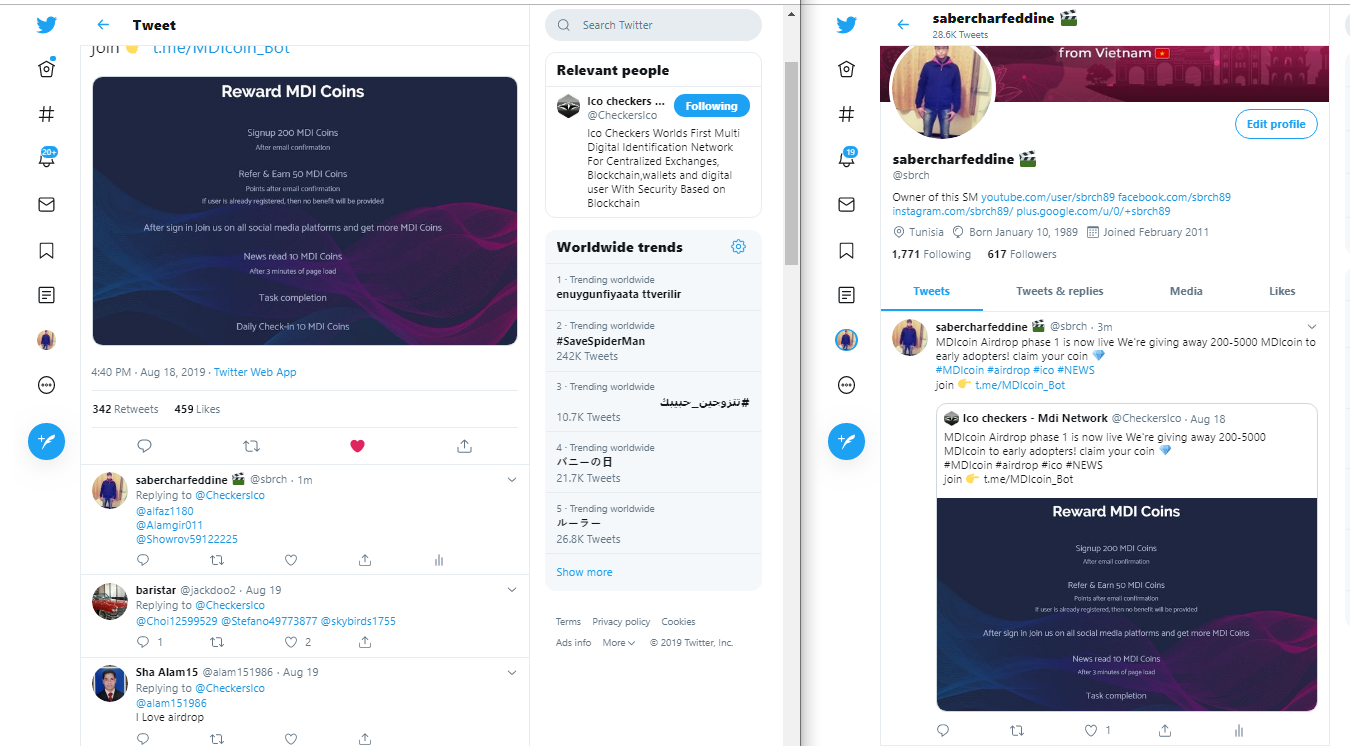 Tweet
join 👉 t.me/MDIcoin_Bot
Reward MDI Coins
Signup 200 MDI Coins
After email confirmation
Refer & Earn 50 MDI Coins
Points after email confirmation
If user is already registered, then no benefit will be provided
After sign in Join us on all social media platforms and get more MDI Coins
News read 10 MDI Coins
After 3 minutes of page load
Task completion
Daily Check-in 10 MDI Coins
4:40 PM · Aug 18, 2019 · Twitter Web App
342 Retweets 459 Likes
20+
sabercharfeddine 🎬 @sbrch · 1m
Replying to @CheckersIco
@alfaz1180
@Alamgir011
@Showrov59122225
baristar @jackdoo2 · Aug 19
Replying to @CheckersIco
@Choi12599529 @Stefano49773877 @skybirds1755
1 2
Sha Alam15 @alam151986 · Aug 19
Replying to @CheckersIco
@alam151986
I Love airdrop
Search Twitter
Relevant people
Ico checkers ...
@CheckersIco
Following
Ico Checkers Worlds First Multi
Digital Identification Network
For Centralized Exchanges,
Blockchain,wallets and digital
user With Security Based on
Blockchain
Worldwide trends
1 · Trending worldwide
enuygunfiyaata ttverilir
2 · Trending worldwide
#SaveSpiderMan
242K Tweets
3 · Trending worldwide
#تتزوجين_حبيبك
10.7K Tweets
4 · Trending worldwide
バニーの日
21.7K Tweets
5 · Trending worldwide
ルーラー
26.8K Tweets
Show more
Terms Privacy policy Cookies
Ads info More © 2019 Twitter, Inc.
sabercharfeddine 🎬
28.6K Tweets
from Vietnam 🇻🇳
19
Edit profile
sabercharfeddine 🎬
@sbrch
Owner of this SM youtube.com/user/sbrch89 facebook.com/sbrch89
instagram.com/sbrch89/ plus.google.com/u/0/+sbrch89
Tunisia Born January 10, 1989 Joined February 2011
1,771 Following 617 Followers
Tweets Tweets & replies Media Likes
sabercharfeddine 🎬 @sbrch · 3m
MDIcoin Airdrop phase 1 is now live We're giving away 200-5000 MDIcoin to
early adopters! claim your coin 💎
#MDIcoin #airdrop #ico #NEWS
join 👉 t.me/MDIcoin_Bot
Ico checkers - Mdi Network @CheckersIco · Aug 18
MDIcoin Airdrop phase 1 is now live We're giving away 200-5000
MDIcoin to early adopters! claim your coin 💎
#MDIcoin #airdrop #ico #NEWS
join 👉 t.me/MDIcoin_Bot
Reward MDI Coins
Signup 200 MDI Coins
After email confirmation
Refer & Earn 50 MDI Coins
Points after email confirmation
If user is already registered, then no benefit will be provided
After sign in Join us on all social media platforms and get more MDI Coins
News read 10 MDI Coins
After 3 minutes of page load
Task completion
1